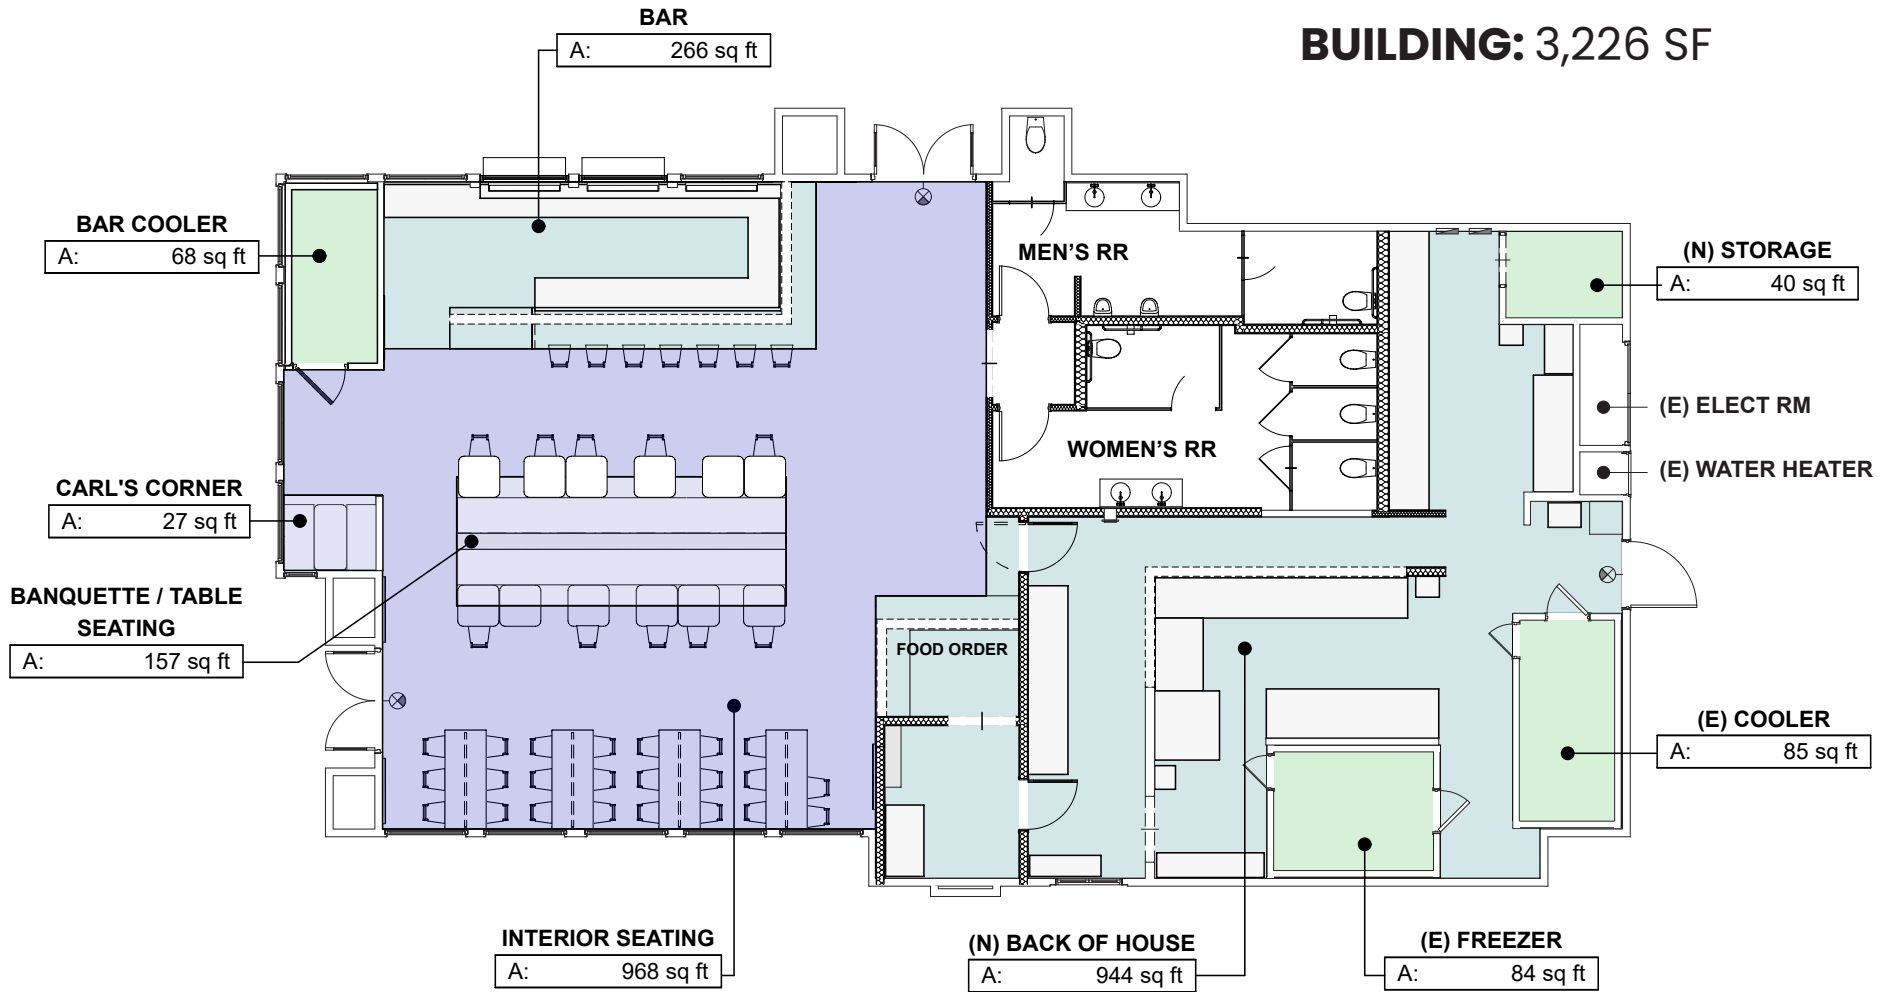 BAR
A: 266 sq ft
BUILDING: 3,226 SF
BAR COOLER
A: 68 sq ft
MEN'S RR
(N) STORAGE
A: 40 sq ft
(E) ELECT RM
WOMEN'S RR
(E) WATER HEATER
CARL'S CORNER
A: 27 sq ft
BANQUETTE / TABLE
SEATING
A: 157 sq ft
FOOD ORDER
(E) COOLER
A: 85 sq ft
INTERIOR SEATING
A: 968 sq ft
(N) BACK OF HOUSE
A: 944 sq ft
(E) FREEZER
A: 84 sq ft